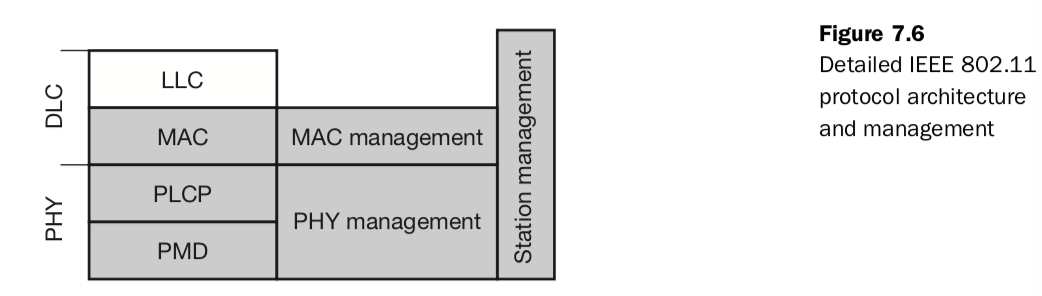 DLC
PHY
LLC
MAC
PLCP
PMD
MAC management
PHY management
Station management
Figure 7.6
Detailed IEEE 802.11
protocol architecture
and management